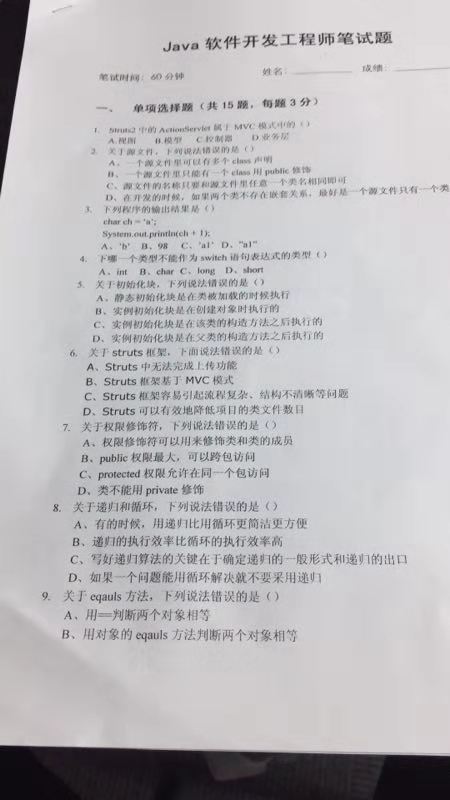 Java 软件开发工程师笔试题
笔试时间：60 分钟 姓名：________ 成绩：________
一、 单项选择题（共 15 题，每题 3 分）
1. Struts2 中的 ActionServlet 属于 MVC 模式中的（）
A.视图 B.模型 C.控制器 D.业务层
2. 关于源文件，下列说法错误的是（）
A、一个源文件里可以有多个 class 声明
B、一个源文件里只能有一个 class 用 public 修饰
C、源文件的名称只要和源文件里任意一个类名相同即可
D、在开发的时候，如果两个类不存在嵌套关系，最好是一个源文件只有一个类
3. 下列程序的输出结果是（）
char ch = 'a';
System.out.println(ch + 1);
A、'b' B、98 C、'a1' D、"a1"
4. 下哪一个类型不能作为 switch 语句表达式的类型（）
A、int B、char C、long D、short
5. 关于初始化块，下列说法错误的是（）
A、静态初始化块是在类被加载的时候执行
B、实例初始化块是在创建对象时执行的
C、实例初始化块是在该类的构造方法之后执行的
D、实例初始化块是在父类的构造方法之后执行的
6. 关于 struts 框架，下面说法错误的是（）
A、Struts 中无法完成上传功能
B、Struts 框架基于 MVC 模式
C、Struts 框架容易引起流程复杂、结构不清晰等问题
D、Struts 可以有效地降低项目的类文件数目
7. 关于权限修饰符，下列说法错误的是（）
A、权限修饰符可以用来修饰类和类的成员
B、public 权限最大，可以跨包访问
C、protected 权限允许在同一个包访问
D、类不能用 private 修饰
8. 关于递归和循环，下列说法错误的是（）
A、有的时候，用递归比用循环更简洁更方便
B、递归的执行效率比循环的执行效率高
C、写好递归算法的关键在于确定递归的一般形式和递归的出口
D、如果一个问题能用循环解决就不要采用递归
9. 关于 eqauls 方法，下列说法错误的是（）
A、用==判断两个对象相等
B、用对象的 eqauls 方法判断两个对象相等